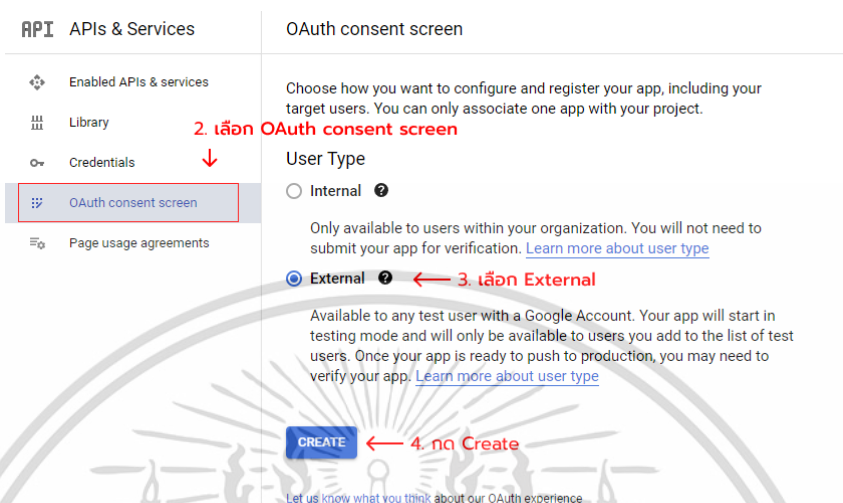 API APIs & Services
Enabled APIs & services
Library
Credentials
OAuth consent screen
Page usage agreements
2. เลือก OAuth consent screen
OAuth consent screen
Choose how you want to configure and register your app, including your
target users. You can only associate one app with your project.
User Type
Internal
Only available to users within your organization. You will not need to
submit your app for verification. Learn more about user type
External
3. เลือก External
Available to any test user with a Google Account. Your app will start in
testing mode and will only be available to users you add to the list of test
users. Once your app is ready to push to production, you may need to
verify your app. Learn more about user type
CREATE
4. กด Create
Let us know what you think about our OAuth experience